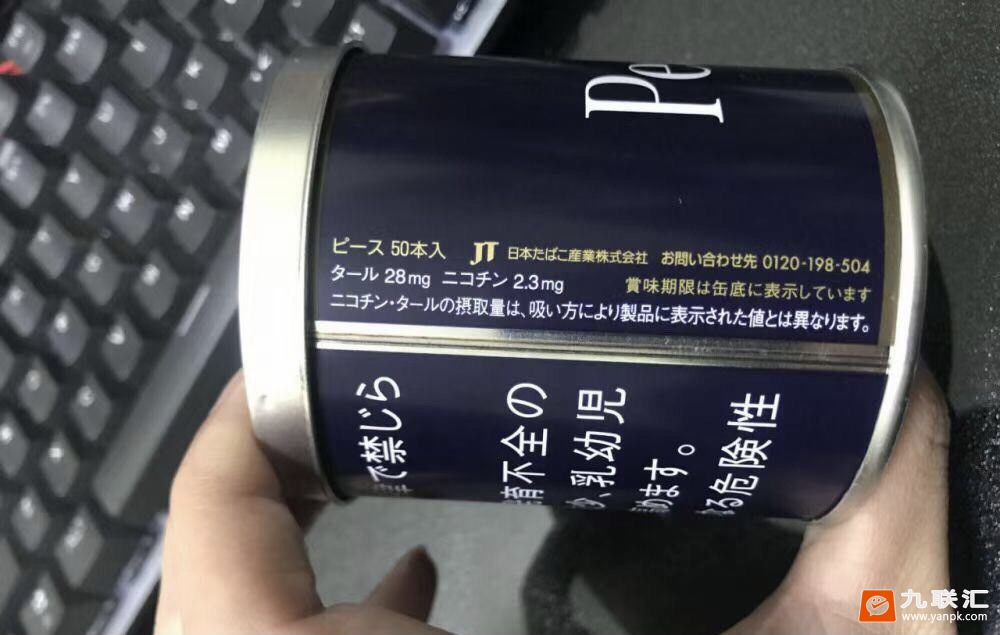 Pe
ピース 50本入 JT 日本たばこ産業株式会社 お問い合わせ先 0120-198-504
タール 28mg ニコチン 2.3mg 賞味期限は缶底に表示しています
ニコチン・タールの摂取量は、吸い方により製品に表示された値とは異なります。
で禁じら
育不全の
、乳幼児
めます。
る危険性
九联汇
www.yanpk.com